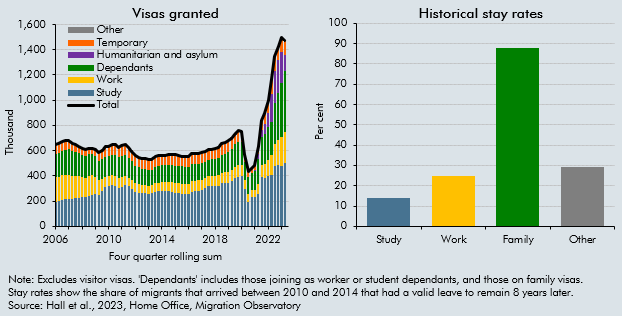 Visas granted
Thousand
1,600
1,400
1,200
1,000
800
600
400
200
0
Other
Temporary
Humanitarian and asylum
Dependants
Work
Study
Total
2006 2010 2014 2018 2022
Four quarter rolling sum
Historical stay rates
Per cent
100
90
80
70
60
50
40
30
20
10
0
Study Work Family Other
Note: Excludes visitor visas. 'Dependants' includes those joining as worker or student dependants, and those on family visas.
Stay rates show the share of migrants that arrived between 2010 and 2014 that had a valid leave to remain 8 years later.
Source: Hall et al., 2023, Home Office, Migration Observatory